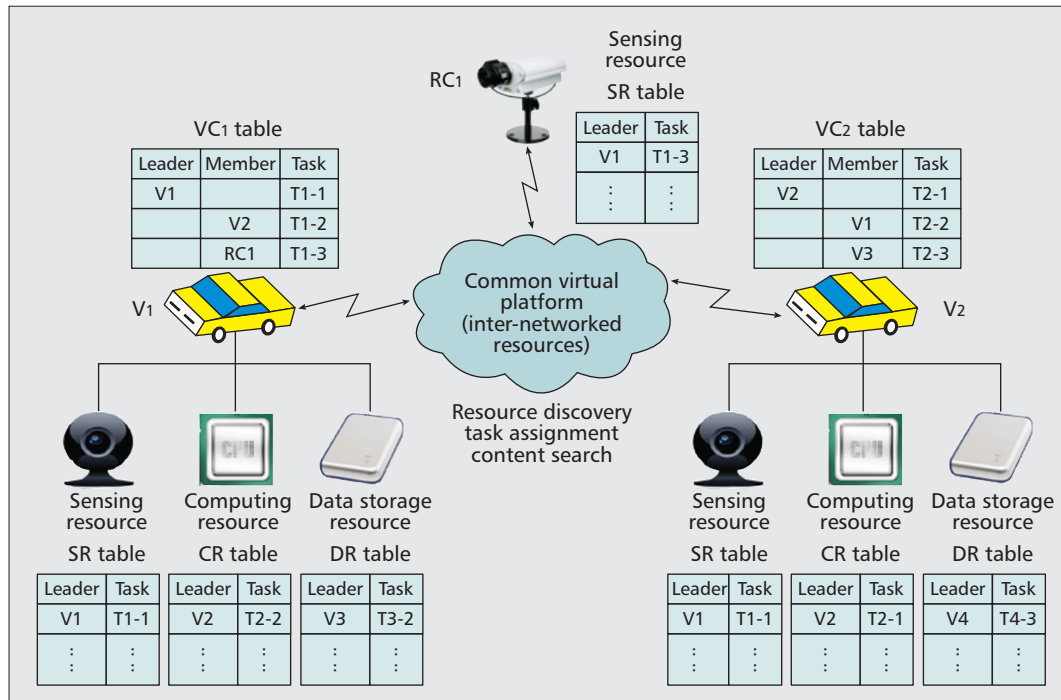 Sensing
resource
RC1
SR table
Leader Task
V1 T1-3
⋮ ⋮
VC1 table
Leader Member Task
V1 T1-1
V2 T1-2
RC1 T1-3
VC2 table
Leader Member Task
V2 T2-1
V1 T2-2
V3 T2-3
V1
Common virtual
platform
(inter-networked
resources)
V2
Resource discovery
task assignment
content search
CPU
Sensing
resource
Computing
resource
Data storage
resource
SR table
Leader Task
V1 T1-1
⋮ ⋮
CR table
Leader Task
V2 T2-2
⋮ ⋮
DR table
Leader Task
V3 T3-2
⋮ ⋮
CPU
Sensing
resource
Computing
resource
Data storage
resource
SR table
Leader Task
V1 T1-1
⋮ ⋮
CR table
Leader Task
V2 T2-1
⋮ ⋮
DR table
Leader Task
V4 T4-3
⋮ ⋮